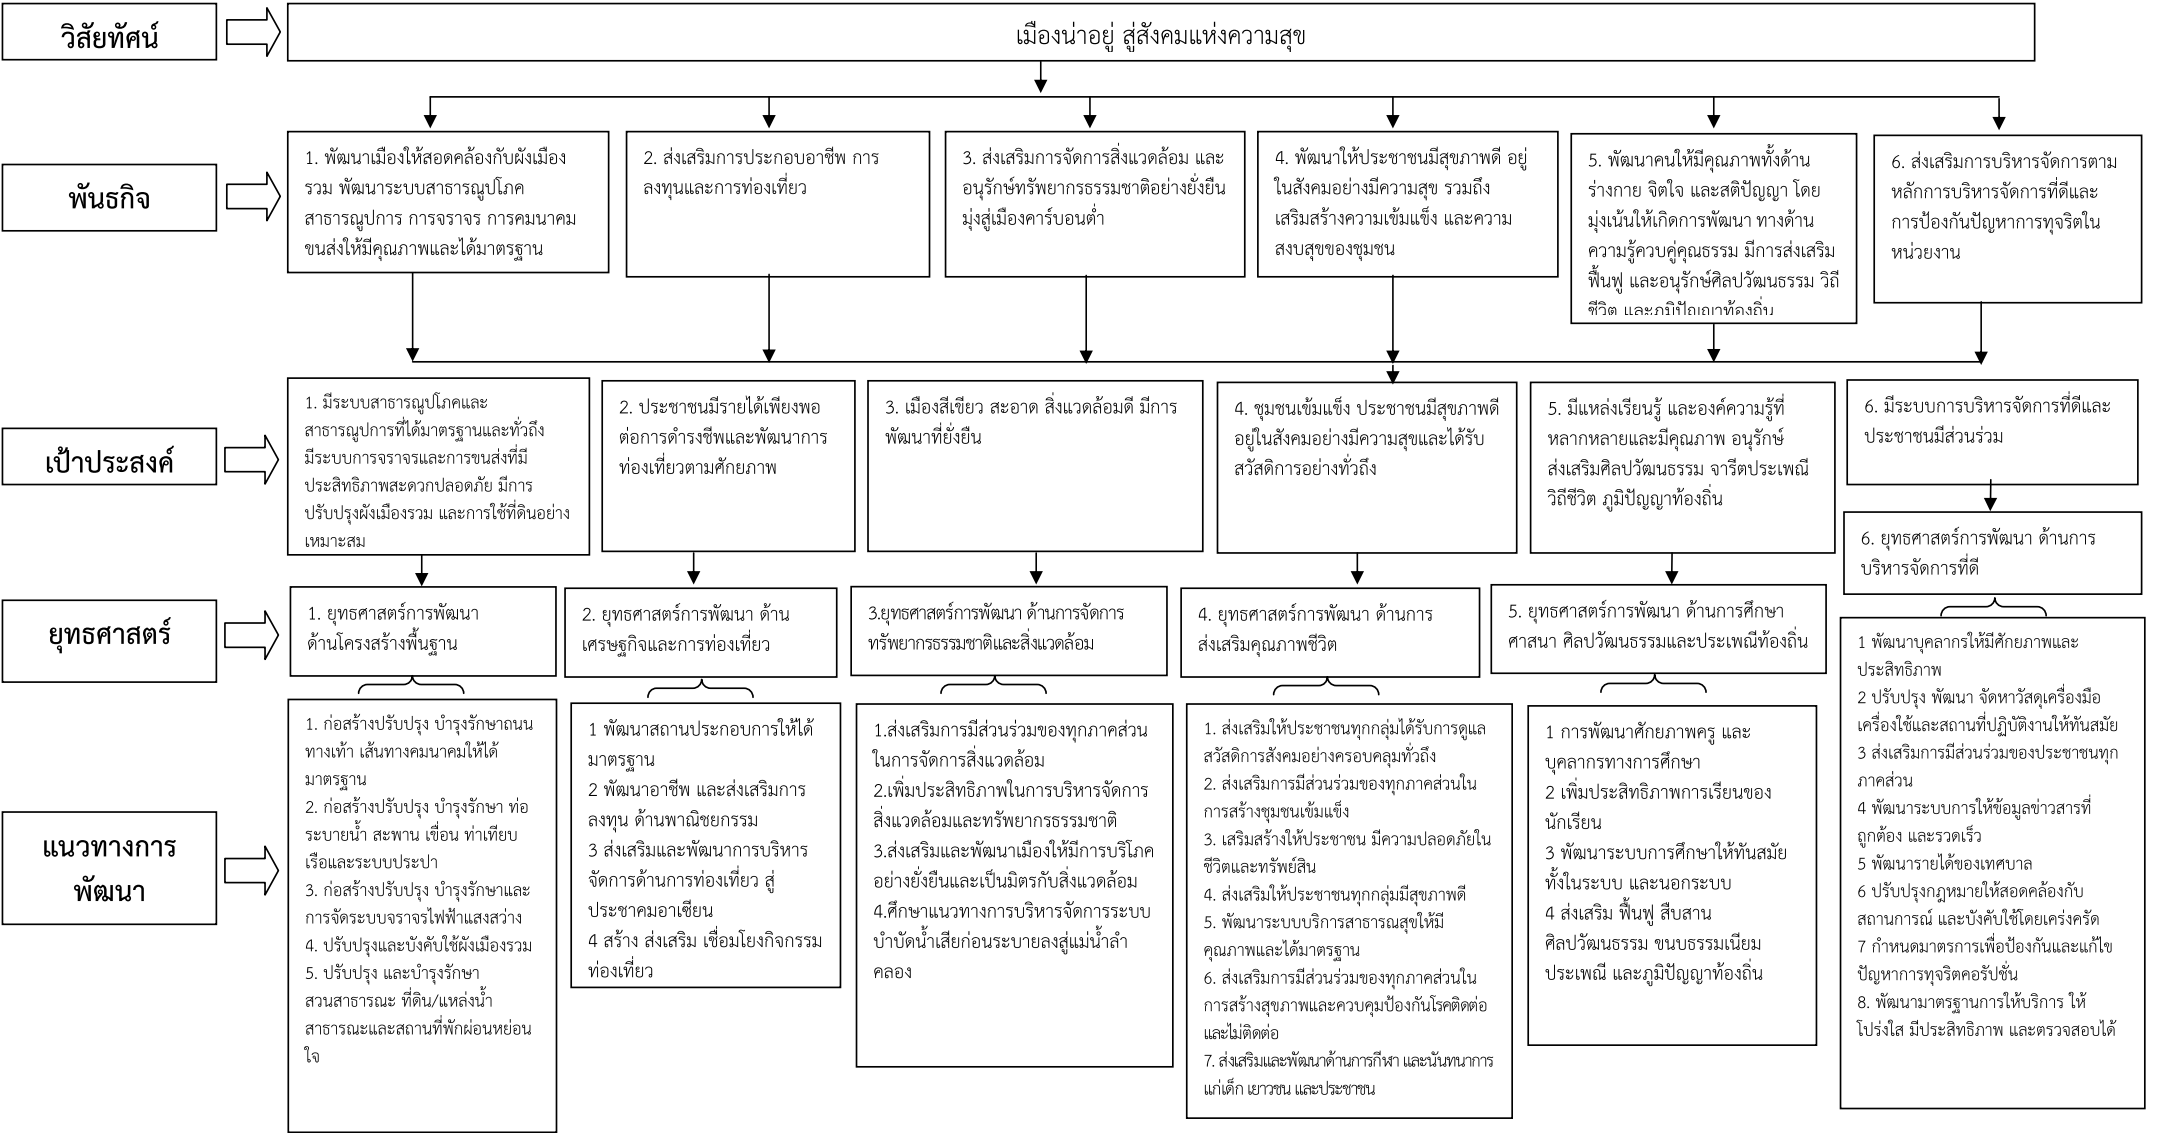 วิสัยทัศน์
เมืองน่าอยู่ สู่สังคมแห่งความสุข
พันธกิจ
1. พัฒนาเมืองให้สอดคล้องกับผังเมือง
รวม พัฒนาระบบสาธารณูปโภค
สาธารณูปการ การจราจร การคมนาคม
ขนส่งให้มีคุณภาพและได้มาตรฐาน
2. ส่งเสริมการประกอบอาชีพ การ
ลงทุนและการท่องเที่ยว
3. ส่งเสริมการจัดการสิ่งแวดล้อม และ
อนุรักษ์ทรัพยากรธรรมชาติอย่างยั่งยืน
มุ่งสู่เมืองคาร์บอนต่ำ
4. พัฒนาให้ประชาชนมีสุขภาพดี อยู่
ในสังคมอย่างมีความสุข รวมถึง
เสริมสร้างความเข้มแข็ง และความ
สงบสุขของชุมชน
5. พัฒนาคนให้มีคุณภาพทั้งด้าน
ร่างกาย จิตใจ และสติปัญญา โดย
มุ่งเน้นให้เกิดการพัฒนา ทางด้าน
ความรู้ควบคู่คุณธรรม มีการส่งเสริม
ฟื้นฟู และอนุรักษ์ศิลปวัฒนธรรม วิถี
ชีวิต และภูมิปัญญาท้องถิ่น
6. ส่งเสริมการบริหารจัดการตาม
หลักการบริหารจัดการที่ดีและ
การป้องกันปัญหาการทุจริตใน
หน่วยงาน
เป้าประสงค์
1. มีระบบสาธารณูปโภคและ
สาธารณูปการที่ได้มาตรฐานและทั่วถึง
มีระบบการจราจรและการขนส่งที่มี
ประสิทธิภาพสะดวกปลอดภัย มีการ
ปรับปรุงผังเมืองรวม และการใช้ที่ดินอย่าง
เหมาะสม
2. ประชาชนมีรายได้เพียงพอ
ต่อการดำรงชีพและพัฒนาการ
ท่องเที่ยวตามศักยภาพ
3. เมืองสีเขียว สะอาด สิ่งแวดล้อมดี มีการ
พัฒนาที่ยั่งยืน
4. ชุมชนเข้มแข็ง ประชาชนมีสุขภาพดี
อยู่ในสังคมอย่างมีความสุขและได้รับ
สวัสดิการอย่างทั่วถึง
5. มีแหล่งเรียนรู้ และองค์ความรู้ที่
หลากหลายและมีคุณภาพ อนุรักษ์
ส่งเสริมศิลปวัฒนธรรม จารีตประเพณี
วิถีชีวิต ภูมิปัญญาท้องถิ่น
6. มีระบบการบริหารจัดการที่ดีและ
ประชาชนมีส่วนร่วม
ยุทธศาสตร์
1. ยุทธศาสตร์การพัฒนา
ด้านโครงสร้างพื้นฐาน
2. ยุทธศาสตร์การพัฒนา ด้าน
เศรษฐกิจและการท่องเที่ยว
3.ยุทธศาสตร์การพัฒนา ด้านการจัดการ
ทรัพยากรธรรมชาติและสิ่งแวดล้อม
4. ยุทธศาสตร์การพัฒนา ด้านการ
ส่งเสริมคุณภาพชีวิต
5. ยุทธศาสตร์การพัฒนา ด้านการศึกษา
ศาสนา ศิลปวัฒนธรรมและประเพณีท้องถิ่น
6. ยุทธศาสตร์การพัฒนา ด้านการ
บริหารจัดการที่ดี
แนวทางการ
พัฒนา
1. ก่อสร้างปรับปรุง บำรุงรักษาถนน
ทางเท้า เส้นทางคมนาคมให้ได้
มาตรฐาน
2. ก่อสร้างปรับปรุง บำรุงรักษา ท่อ
ระบายน้ำ สะพาน เขื่อน ท่าเทียบ
เรือและระบบประปา
3. ก่อสร้างปรับปรุง บำรุงรักษาและ
การจัดระบบจราจรไฟฟ้าแสงสว่าง
4. ปรับปรุงและบังคับใช้ผังเมืองรวม
5. ปรับปรุง และบำรุงรักษา
สวนสาธารณะ ที่ดิน/แหล่งน้ำ
สาธารณะและสถานที่พักผ่อนหย่อน
ใจ
1 พัฒนาสถานประกอบการให้ได้
มาตรฐาน
2 พัฒนาอาชีพ และส่งเสริมการ
ลงทุน ด้านพาณิชยกรรม
3 ส่งเสริมและพัฒนาการบริหาร
จัดการด้านการท่องเที่ยว สู่
ประชาคมอาเซียน
4 สร้าง ส่งเสริม เชื่อมโยงกิจกรรม
ท่องเที่ยว
1.ส่งเสริมการมีส่วนร่วมของทุกภาคส่วน
ในการจัดการสิ่งแวดล้อม
2.เพิ่มประสิทธิภาพในการบริหารจัดการ
สิ่งแวดล้อมและทรัพยากรธรรมชาติ
3.ส่งเสริมและพัฒนาเมืองให้มีการบริโภค
อย่างยั่งยืนและเป็นมิตรกับสิ่งแวดล้อม
4.ศึกษาแนวทางการบริหารจัดการระบบ
บำบัดน้ำเสียก่อนระบายลงสู่แม่น้ำลำ
คลอง
1. ส่งเสริมให้ประชาชนทุกกลุ่มได้รับการดูแล
สวัสดิการสังคมอย่างครอบคลุมทั่วถึง
2. ส่งเสริมการมีส่วนร่วมของทุกภาคส่วนใน
การสร้างชุมชนเข้มแข็ง
3. เสริมสร้างให้ประชาชน มีความปลอดภัยใน
ชีวิตและทรัพย์สิน
4. ส่งเสริมให้ประชาชนทุกกลุ่มมีสุขภาพดี
5. พัฒนาระบบบริการสาธารณสุขให้มี
คุณภาพและได้มาตรฐาน
6. ส่งเสริมการมีส่วนร่วมของทุกภาคส่วนใน
การสร้างสุขภาพและควบคุมป้องกันโรคติดต่อ
และไม่ติดต่อ
7. ส่งเสริมและพัฒนาด้านการกีฬา และนันทนาการ
แก่เด็ก เยาวชน และประชาชน
1 การพัฒนาศักยภาพครู และ
บุคลากรทางการศึกษา
2 เพิ่มประสิทธิภาพการเรียนของ
นักเรียน
3 พัฒนาระบบการศึกษาให้ทันสมัย
ทั้งในระบบ และนอกระบบ
4 ส่งเสริม ฟื้นฟู สืบสาน
ศิลปวัฒนธรรม ขนบธรรมเนียม
ประเพณี และภูมิปัญญาท้องถิ่น
1 พัฒนาบุคลากรให้มีศักยภาพและ
ประสิทธิภาพ
2 ปรับปรุง พัฒนา จัดหาวัสดุเครื่องมือ
เครื่องใช้และสถานที่ปฏิบัติงานให้ทันสมัย
3 ส่งเสริมการมีส่วนร่วมของประชาชนทุก
ภาคส่วน
4 พัฒนาระบบการให้ข้อมูลข่าวสารที่
ถูกต้อง และรวดเร็ว
5 พัฒนารายได้ของเทศบาล
6 ปรับปรุงกฎหมายให้สอดคล้องกับ
สถานการณ์ และบังคับใช้โดยเคร่งครัด
7 กำหนดมาตรการเพื่อป้องกันและแก้ไข
ปัญหาการทุจริตคอรัปชั่น
8. พัฒนามาตรฐานการให้บริการ ให้
โปร่งใส มีประสิทธิภาพ และตรวจสอบได้